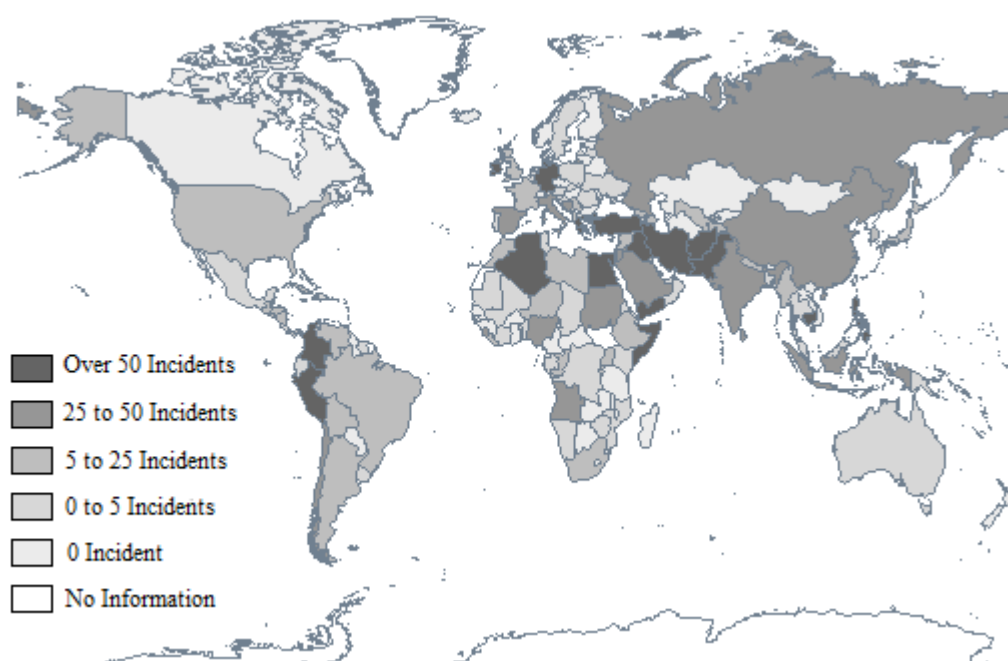 Over 50 Incidents
25 to 50 Incidents
5 to 25 Incidents
0 to 5 Incidents
0 Incident
No Information